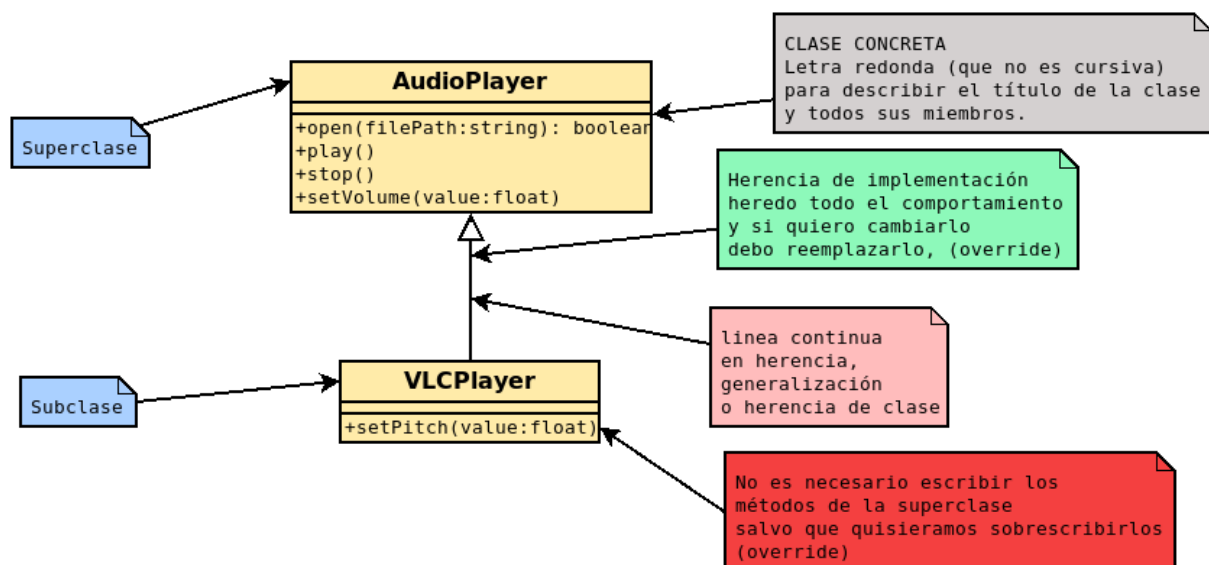 CLASE CONCRETA
Letra redonda (que no es cursiva)
para describir el título de la clase
y todos sus miembros.
AudioPlayer
+open(filePath:string): boolean
+play()
+stop()
+setVolume(value:float)
Superclase
Herencia de implementación
heredo todo el comportamiento
y si quiero cambiarlo
debo reemplazarlo, (override)
linea continua
en herencia,
generalización
o herencia de clase
VLCPlayer
+setPitch(value:float)
Subclase
No es necesario escribir los
métodos de la superclase
salvo que quisieramos sobrescribirlos
(override)